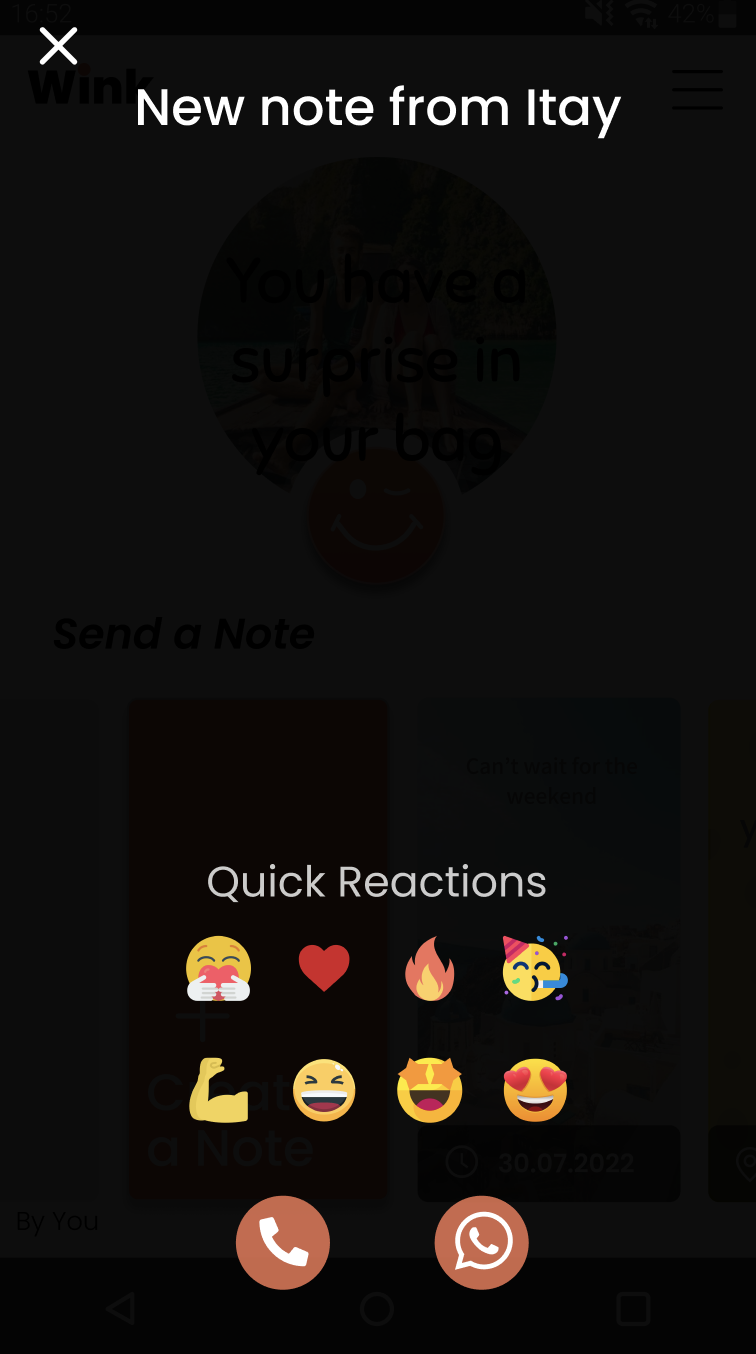 16:52
42%
Wink
New note from Itay
You have a
surprise in
your bag
Send a Note
Can't wait for the
weekend
Quick Reactions
Create
a Note
30.07.2022
By You